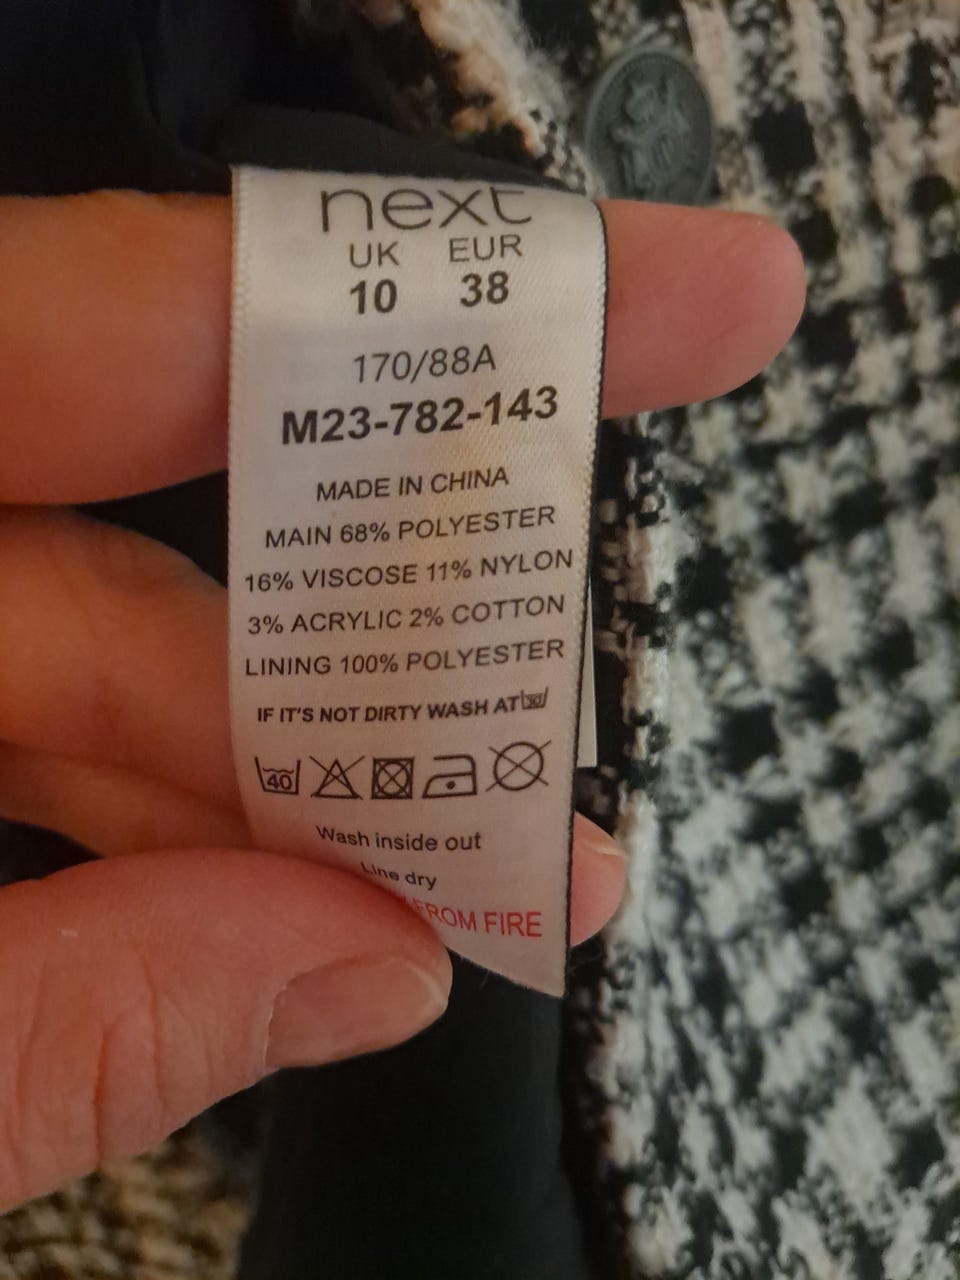 next
UK EUR
10 38
170/88A
M23-782-143
MADE IN CHINA
MAIN 68% POLYESTER
16% VISCOSE 11% NYLON
3% ACRYLIC 2% COTTON
LINING 100% POLYESTER
IF IT'S NOT DIRTY WASH AT 30
40
Wash inside out
Line dry
FROM FIRE